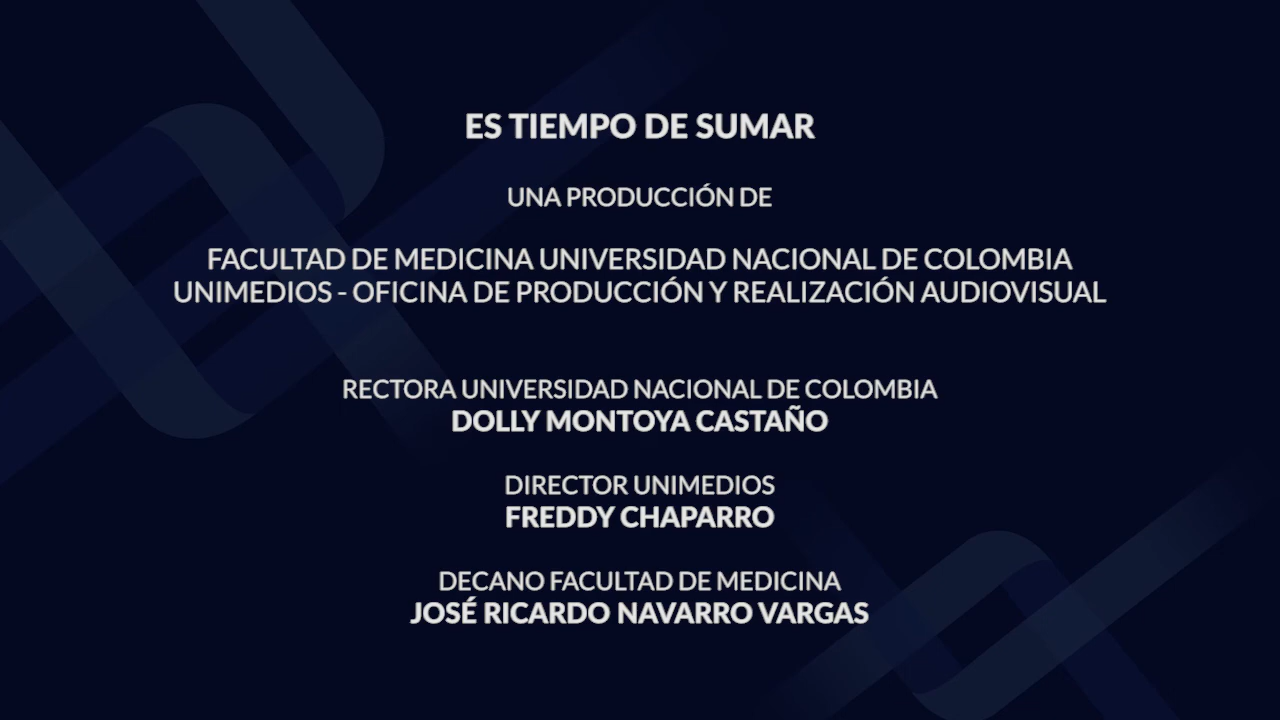 ES TIEMPO DE SUMAR
UNA PRODUCCIÓN DE
FACULTAD DE MEDICINA UNIVERSIDAD NACIONAL DE COLOMBIA
UNIMEDIOS - OFICINA DE PRODUCCIÓN Y REALIZACIÓN AUDIOVISUAL
RECTORA UNIVERSIDAD NACIONAL DE COLOMBIA
DOLLY MONTOYA CASTAÑO
DIRECTOR UNIMEDIOS
FREDDY CHAPARRO
DECANO FACULTAD DE MEDICINA
JOSÉ RICARDO NAVARRO VARGAS